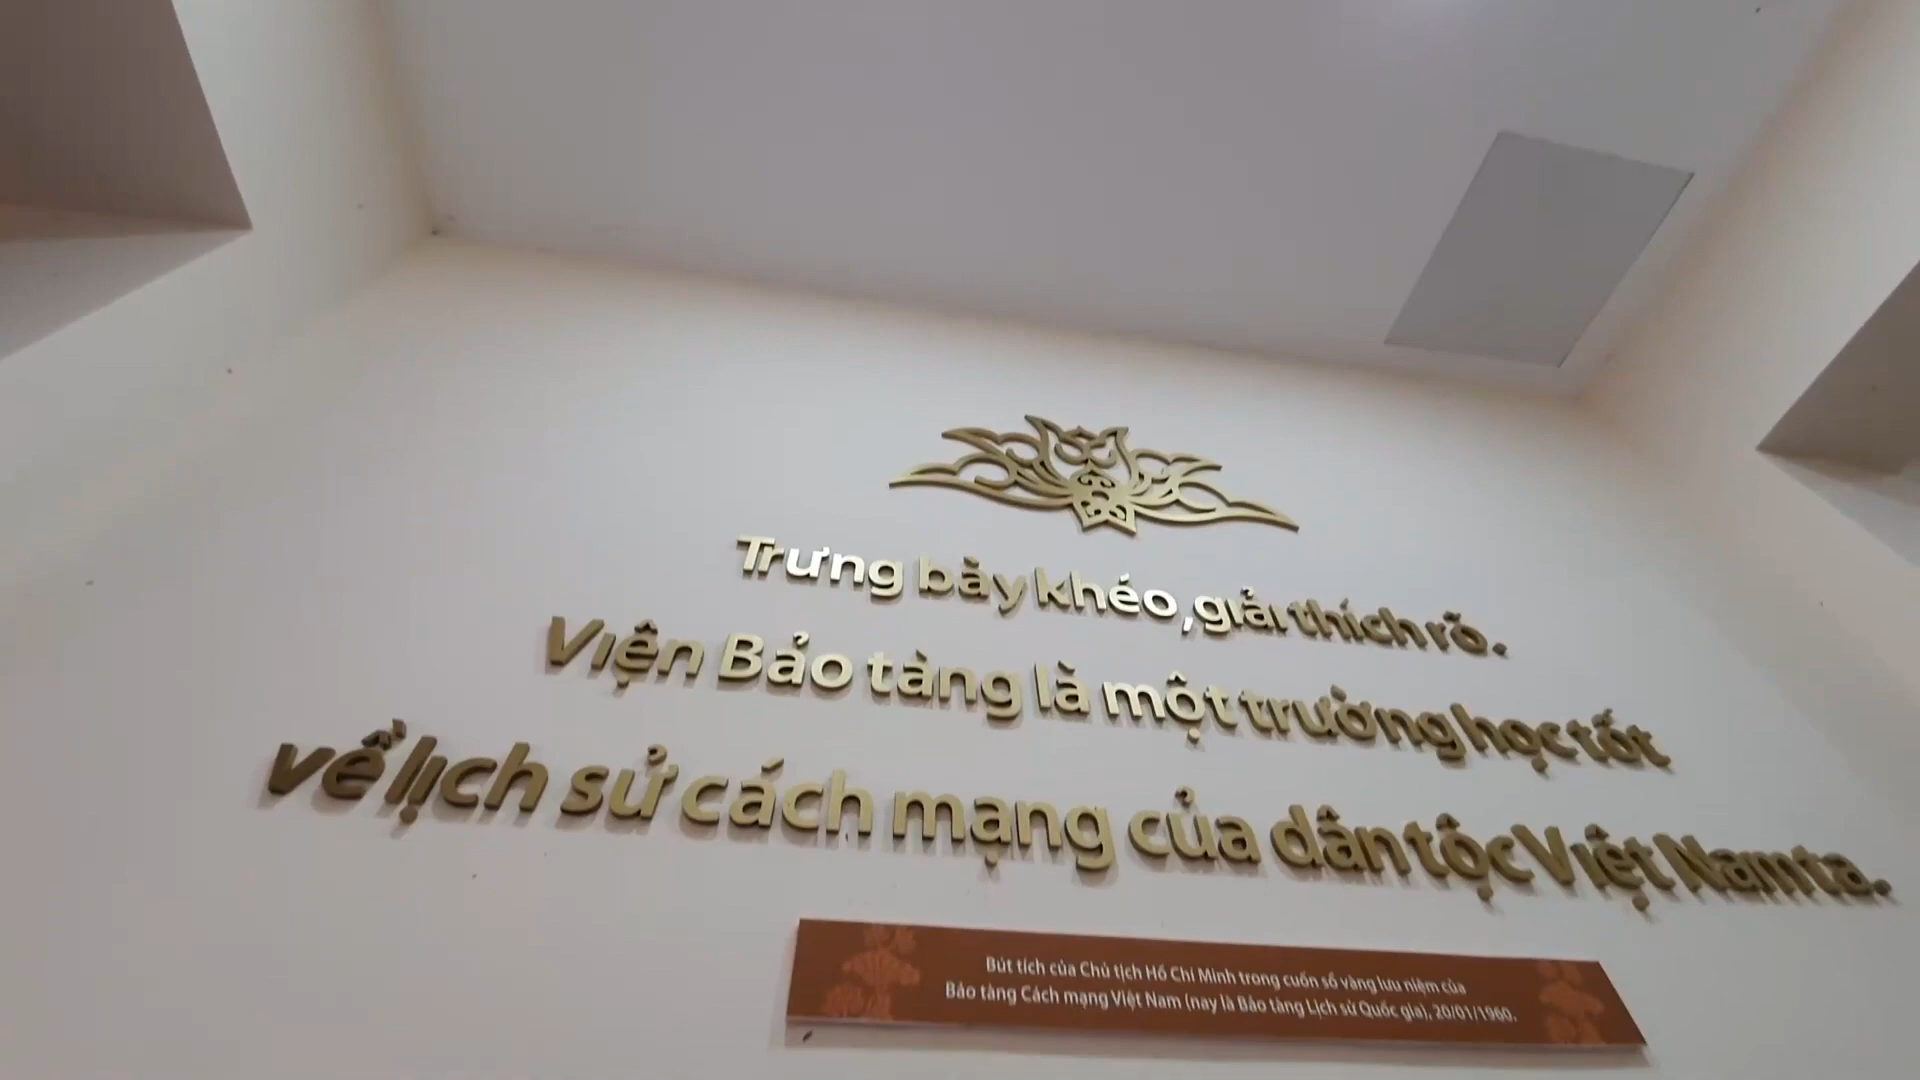 Trưng bày khéo, giải thích rõ.
Viện Bảo tàng là một trường học tốt
về lịch sử cách mạng của dân tộc Việt Nam ta.
Bút tích của Chủ tịch Hồ Chí Minh trong cuốn sổ vàng lưu niệm của
Bảo tàng Cách mạng Việt Nam (nay là Bảo tàng Lịch sử Quốc gia), 20/01/1960.